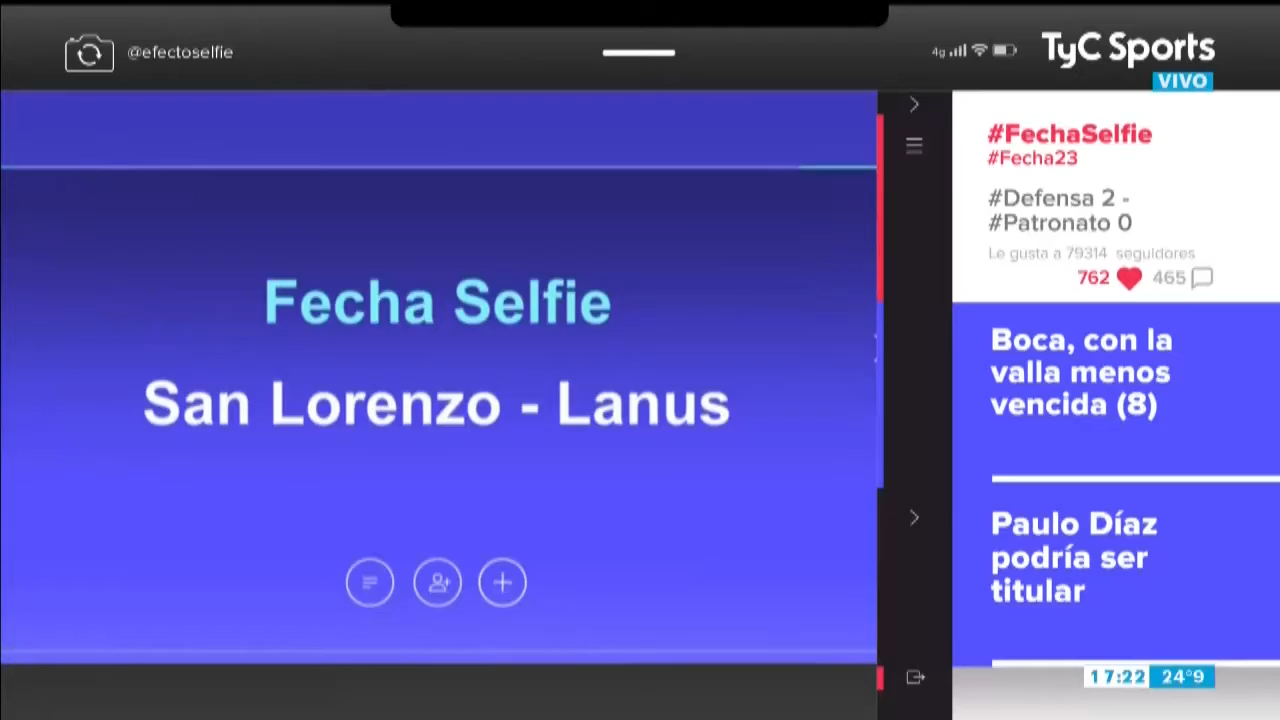 @efectoselfie
4g
TyC Sports
VIVO
Fecha Selfie
San Lorenzo - Lanus
#FechaSelfie
#Fecha23
#Defensa 2 -
#Patronato 0
Le gusta a 79314 seguidores
762
465
Boca, con la
valla menos
vencida (8)
Paulo Díaz
podría ser
titular
17:22 24°9